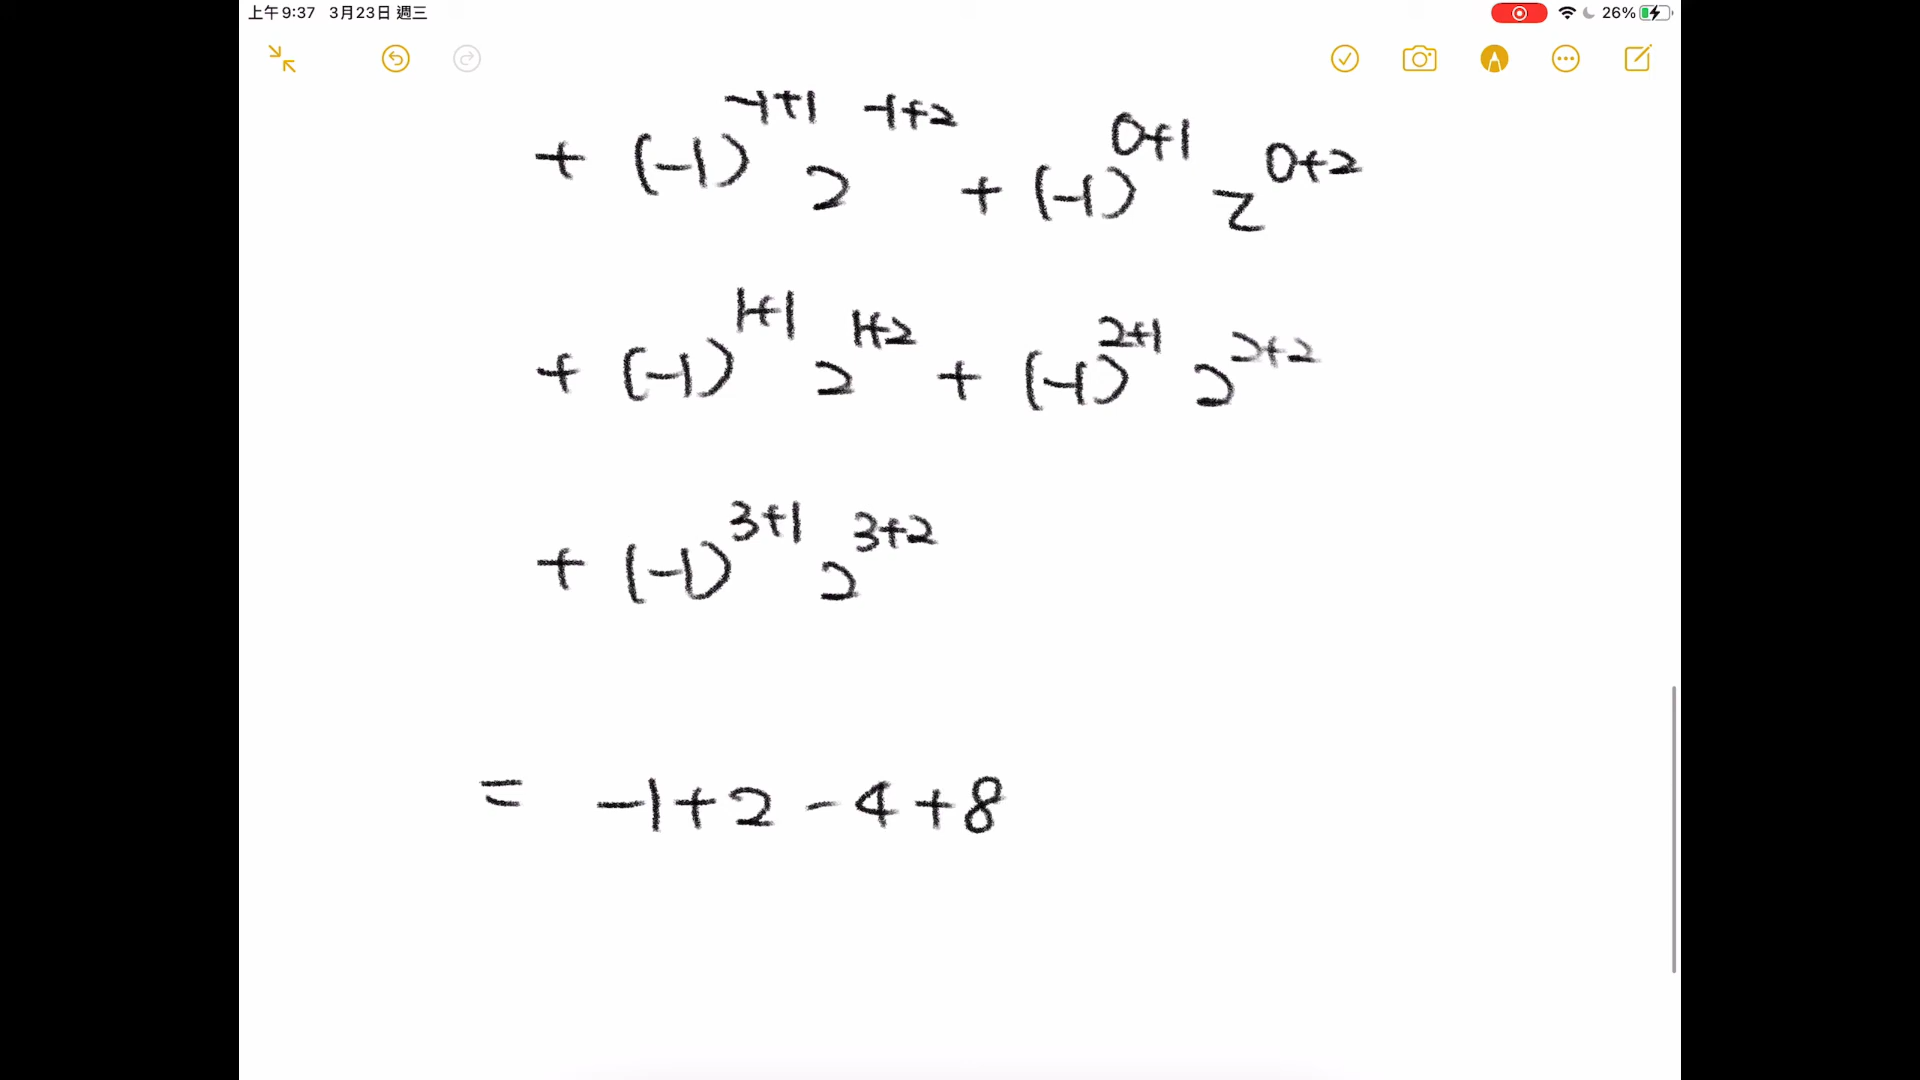 上午9:37 3月23日 週三 26%
+ (-1)^{-1+1} 2^{-1+2} + (-1)^{0+1} 2^{0+2}
+ (-1)^{1+1} 2^{1+2} + (-1)^{2+1} 2^{2+2}
+ (-1)^{3+1} 2^{3+2}
= -1+2-4+8